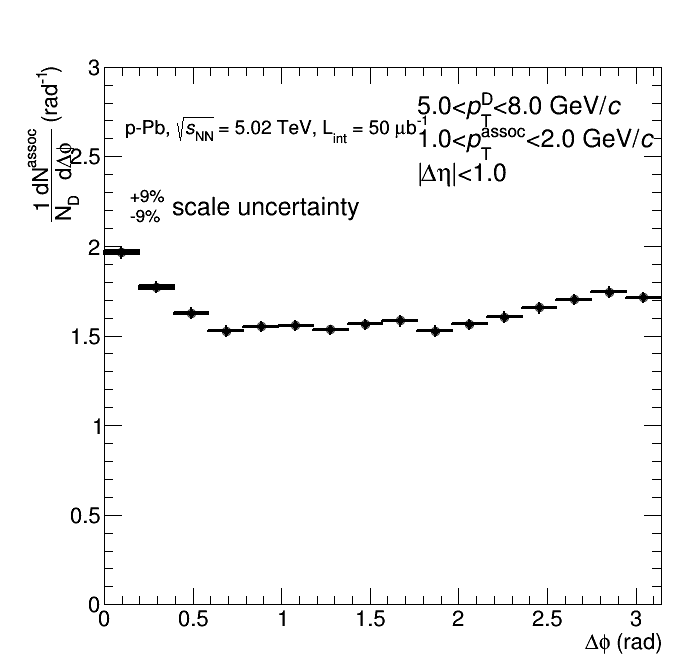 1 dN^assoc
N_D dΔϕ (rad⁻¹)
p-Pb, √s_NN = 5.02 TeV, L_int = 50 μb⁻¹
5.0<p_T^D<8.0 GeV/c
1.0<p_T^assoc<2.0 GeV/c
|Δη|<1.0
+9%
-9% scale uncertainty
3
2.5
2
1.5
1
0.5
0
0 0.5 1 1.5 2 2.5 3
Δϕ (rad)